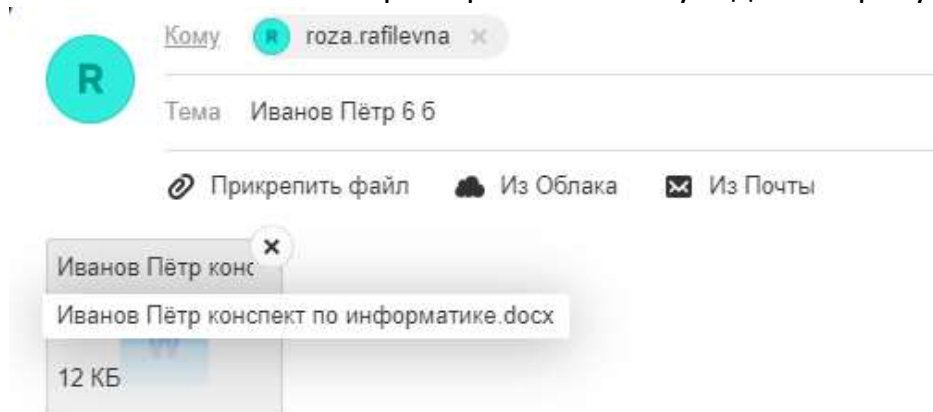 Кому R roza.rafilevna
R
Тема Иванов Пётр 6 б
Прикрепить файл Из Облака Из Почты
Иванов Пётр конс
Иванов Пётр конспект по информатике.docx
W
12 КБ